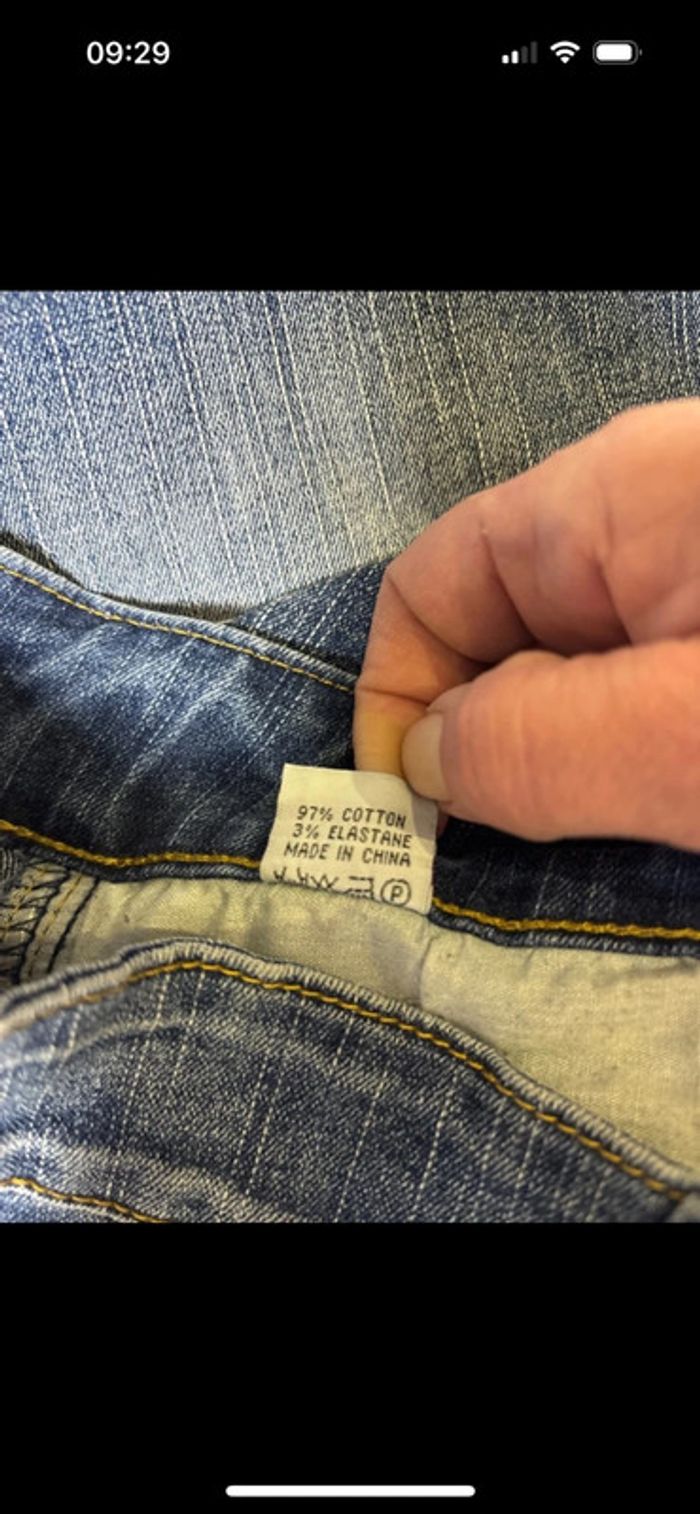 09:29
97% COTTON
3% ELASTANE
MADE IN CHINA
P